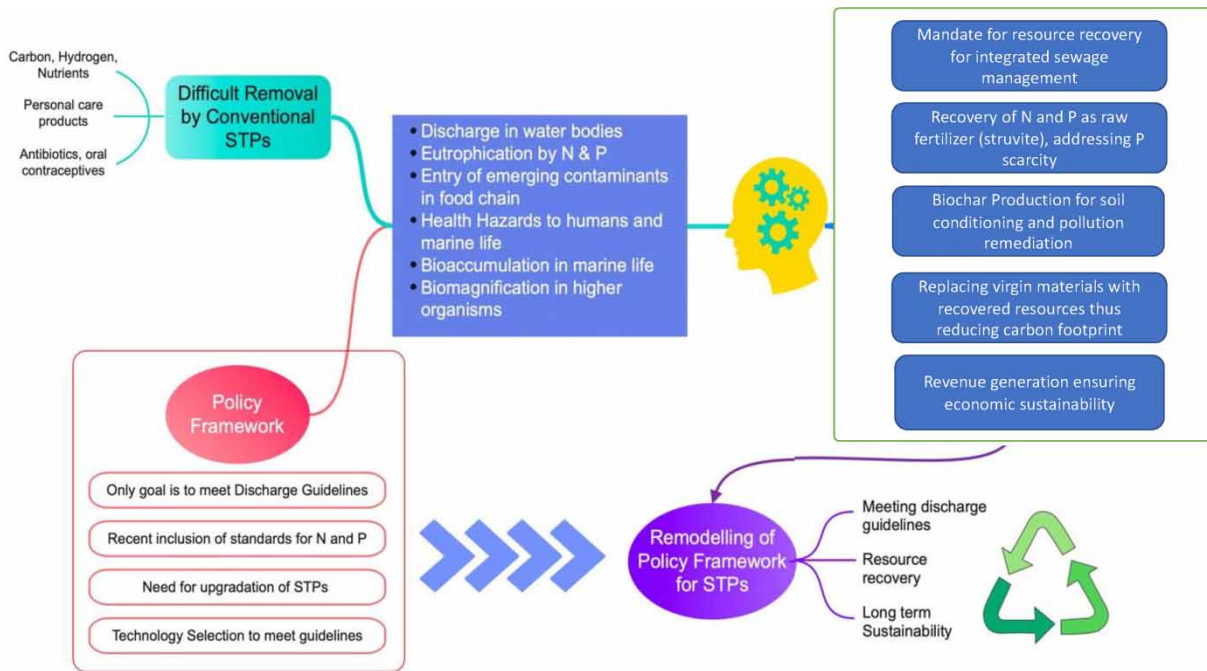 Carbon, Hydrogen,
Nutrients
Personal care
products
Antibiotics, oral
contraceptives
Difficult Removal
by Conventional
STPs
• Discharge in water bodies
• Eutrophication by N & P
• Entry of emerging contaminants
in food chain
• Health Hazards to humans and
marine life
• Bioaccumulation in marine life
• Biomagnification in higher
organisms
Mandate for resource recovery
for integrated sewage
management
Recovery of N and P as raw
fertilizer (struvite), addressing P
scarcity
Biochar Production for soil
conditioning and pollution
remediation
Replacing virgin materials with
recovered resources thus
reducing carbon footprint
Revenue generation ensuring
economic sustainability
Policy
Framework
Only goal is to meet Discharge Guidelines
Recent inclusion of standards for N and P
Need for upgradation of STPs
Technology Selection to meet guidelines
Remodelling of
Policy Framework
for STPs
Meeting discharge
guidelines
Resource
recovery
Long term
Sustainability